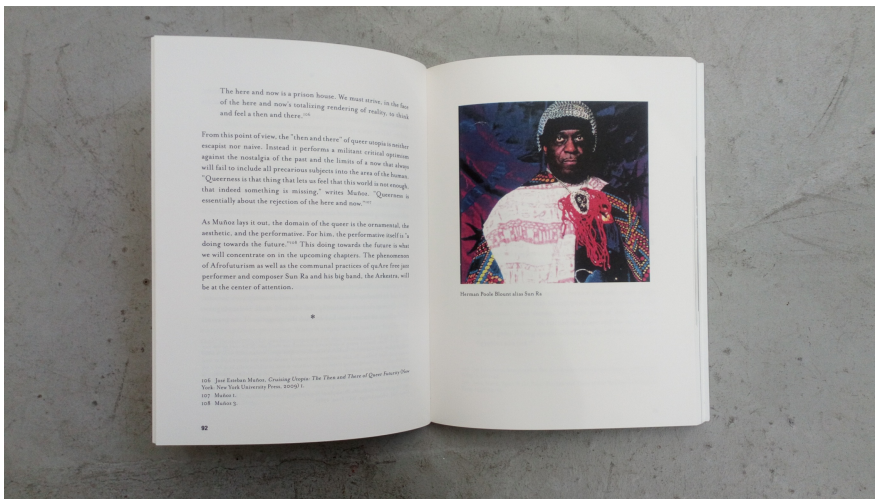 The here and now is a prison house. We must strive, in the face
of the here and now's totalizing rendering of reality, to think
and feel a then and there.¹⁰⁶
From this point of view, the "then and there" of queer utopia is neither
escapist nor naive. Instead it performs a militant critical optimism
against the nostalgia of the past and the limits of a now that always
will fail to include all precarious subjects into the area of the human.
"Queerness is that thing that lets us feel that this world is not enough,
that indeed something is missing," writes Muñoz. "Queerness is
essentially about the rejection of the here and now."¹⁰⁷
As Muñoz lays it out, the domain of the queer is the ornamental, the
aesthetic, and the performative. For him, the performative itself is "a
doing towards the future."¹⁰⁸ This doing towards the future is what
we will concentrate on in the upcoming chapters. The phenomenon
of Afrofuturism as well as the communal practices of quAre free jazz
performer and composer Sun Ra and his big band, the Arkestra, will
be at the center of attention.
106 Jose Esteban Muñoz, Cruising Utopia: The Then and There of Queer Futurity (New
York: New York University Press, 2009) 1.
107 Muñoz 1.
108 Muñoz 3.
92
Herman Poole Blount alias Sun Ra